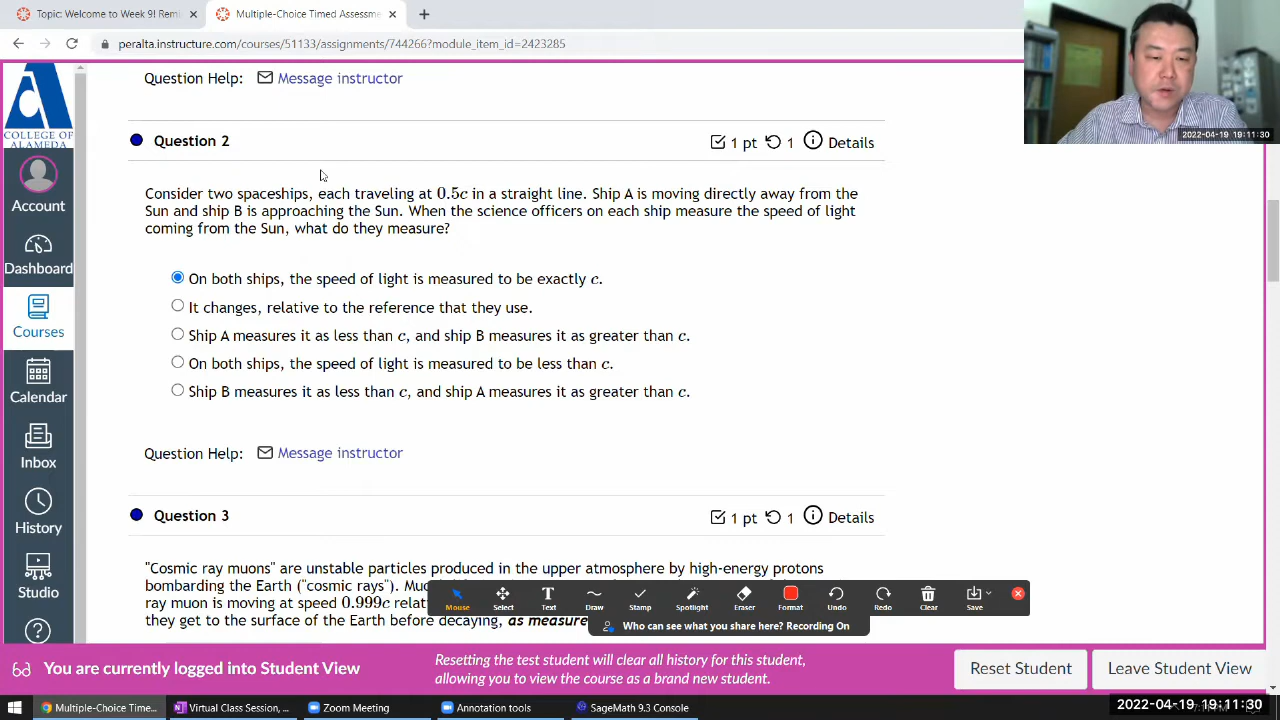 Topic: Welcome to Week 9! Rem
Multiple-Choice Timed Assessme
peralta.instructure.com/courses/51133/assignments/744266?module_item_id=2423285
2022-04-19 19:11:30
COLLEGE OF
ALAMEDA
Account
Dashboard
Courses
Calendar
Inbox
History
Studio
Question Help: Message instructor
Question 2
1 pt 1 Details
Consider two spaceships, each traveling at 0.5c in a straight line. Ship A is moving directly away from the
Sun and ship B is approaching the Sun. When the science officers on each ship measure the speed of light
coming from the Sun, what do they measure?
On both ships, the speed of light is measured to be exactly c.
It changes, relative to the reference that they use.
Ship A measures it as less than c, and ship B measures it as greater than c.
On both ships, the speed of light is measured to be less than c.
Ship B measures it as less than c, and ship A measures it as greater than c.
Question Help: Message instructor
Question 3
1 pt 1 Details
"Cosmic ray muons" are unstable particles produced in the upper atmosphere by high-energy protons
bombarding the Earth ("cosmic rays").
ray muon is moving at speed 0.999c
they get to the surface of the Earth before decaying,
Mouse Select Text Draw Stamp Spotlight Eraser Format Undo Redo Clear Save
Who can see what you share here? Recording On
You are currently logged into Student View
Resetting the test student will clear all history for this student,
allowing you to view the course as a brand new student.
Reset Student
Leave Student View
Multiple-Choice Time...
Virtual Class Session, ...
Zoom Meeting
Annotation tools
SageMath 9.3 Console
2022-04-19 19:11:30